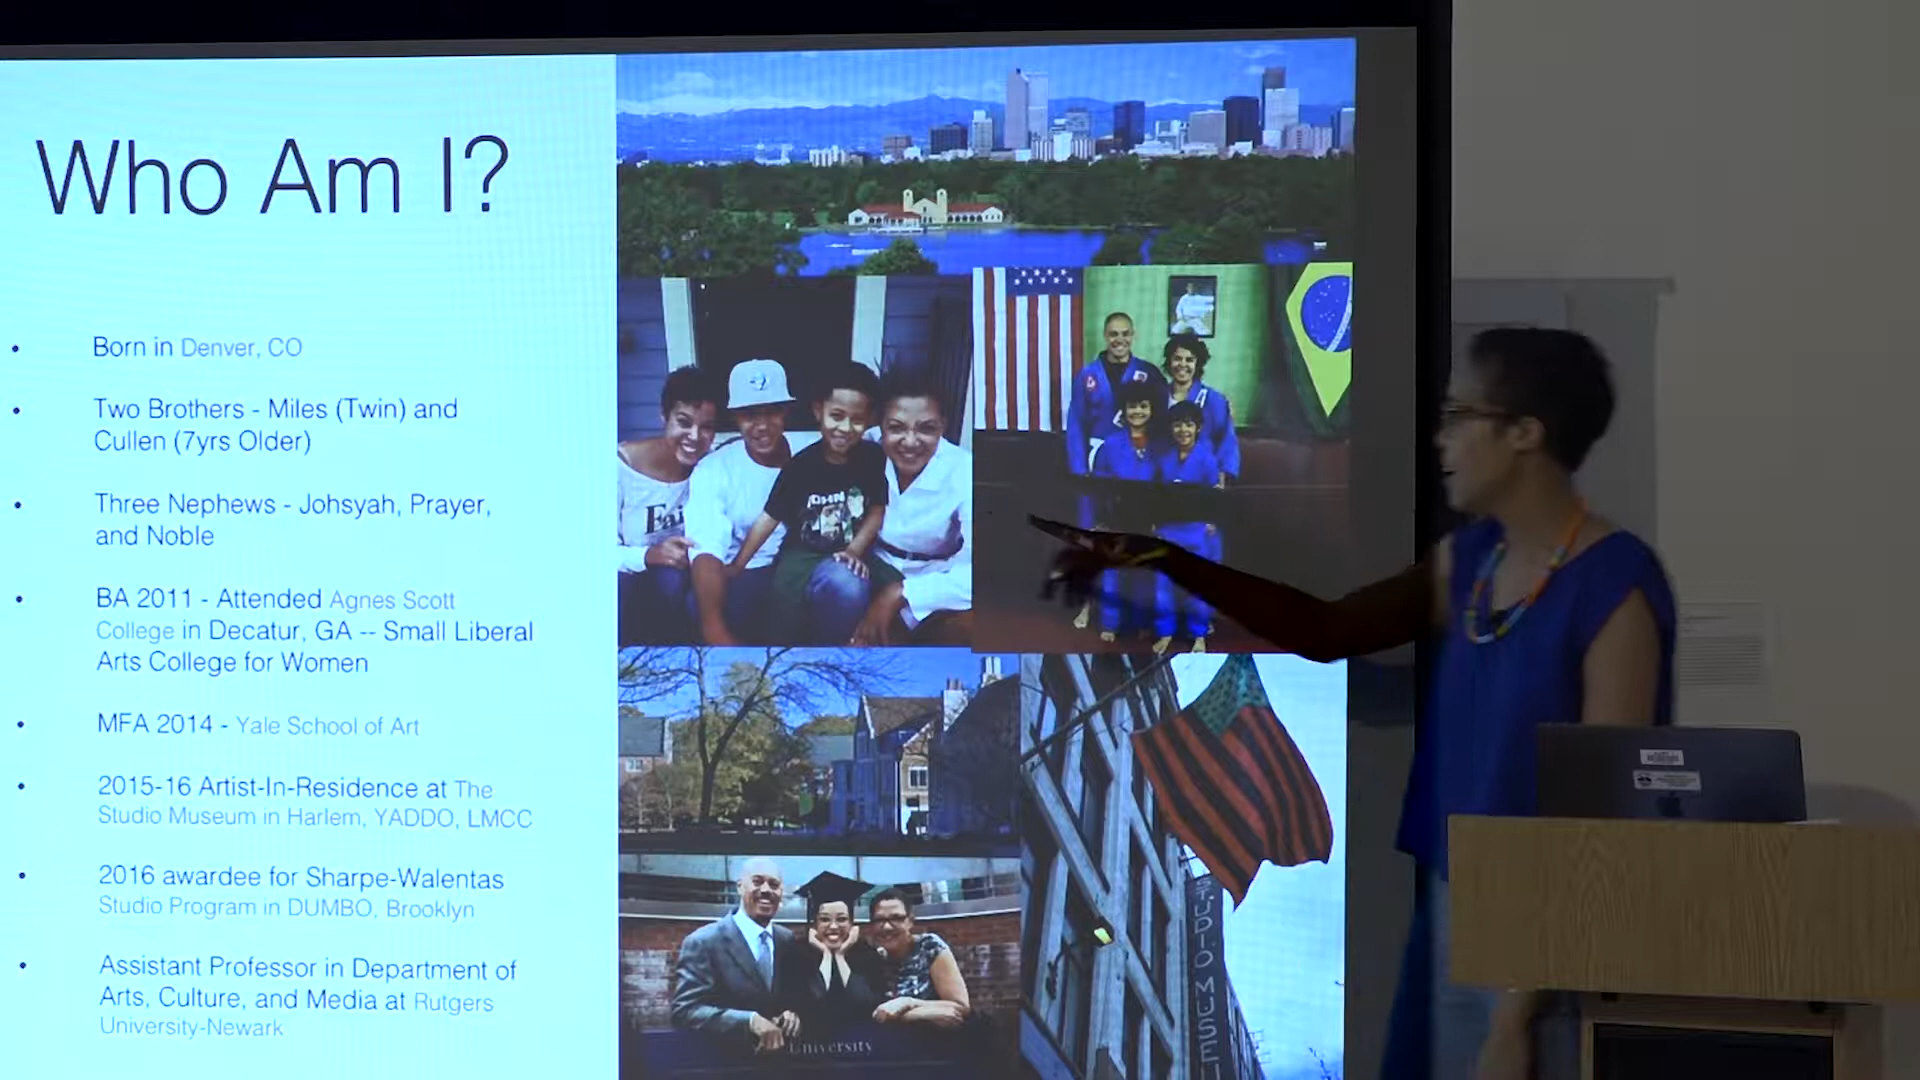 Who Am I?
• Born in Denver, CO
• Two Brothers - Miles (Twin) and
Cullen (7yrs Older)
• Three Nephews - Johsyah, Prayer,
and Noble
• BA 2011 - Attended Agnes Scott
College in Decatur, GA -- Small Liberal
Arts College for Women
• MFA 2014 - Yale School of Art
• 2015-16 Artist-In-Residence at The
Studio Museum in Harlem, YADDO, LMCC
• 2016 awardee for Sharpe-Walentas
Studio Program in DUMBO, Brooklyn
• Assistant Professor in Department of
Arts, Culture, and Media at Rutgers
University-Newark
University
STUDIO MUSE